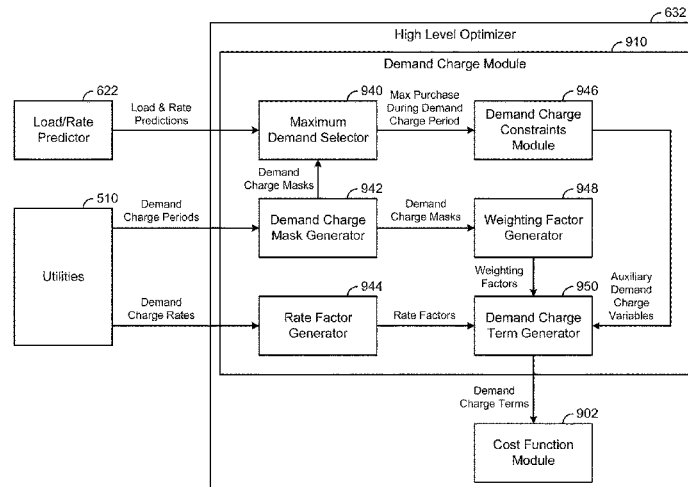 632
High Level Optimizer
910
Demand Charge Module
622
Load/Rate
Predictor
Load & Rate
Predictions
940
Maximum
Demand Selector
Max Purchase
During Demand
Charge Period
946
Demand Charge
Constraints Module
Demand
Charge Masks
510
Utilities
Demand
Charge Periods
942
Demand Charge
Mask Generator
Demand
Charge Masks
948
Weighting Factor
Generator
Weighting
Factors
Auxiliary
Demand
Charge
Variables
Demand
Charge Rates
944
Rate Factor
Generator
Rate Factors
950
Demand Charge
Term Generator
Demand
Charge Terms
902
Cost Function
Module